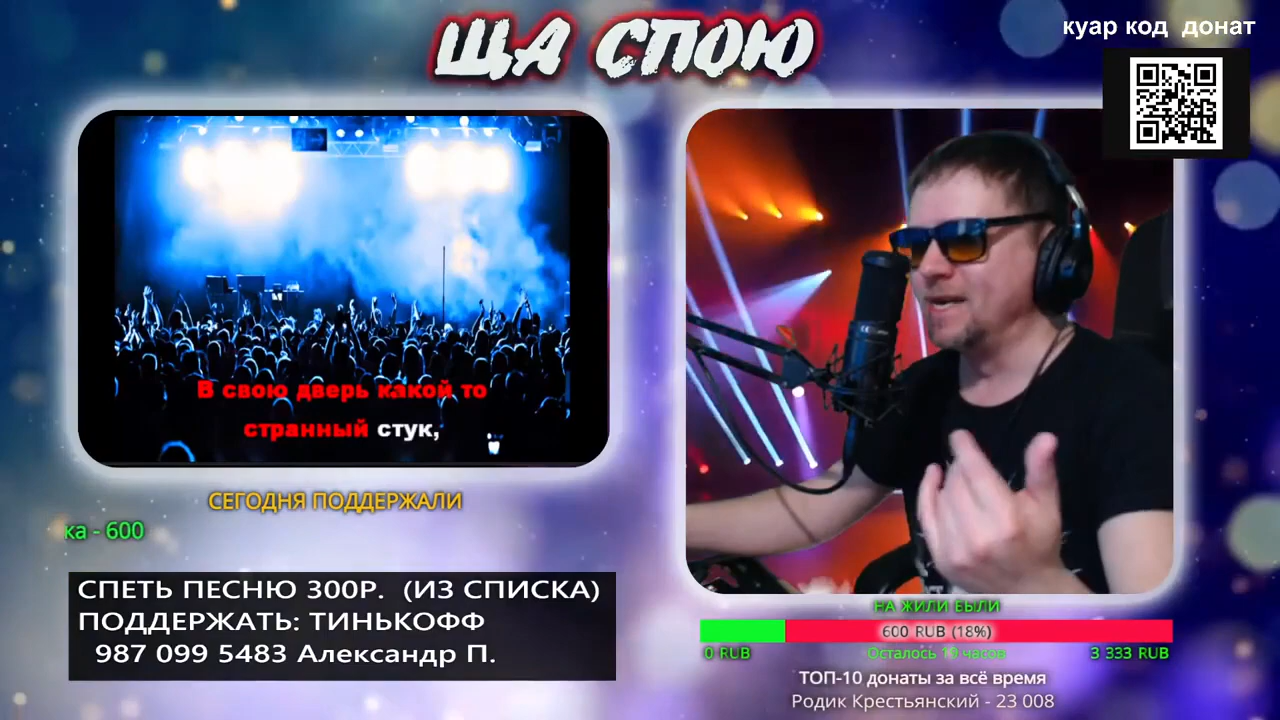 ЩА СПОЮ
куар код донат
В свою дверь какой то
странный стук,
СЕГОДНЯ ПОДДЕРЖАЛИ
ка - 600
СПЕТЬ ПЕСНЮ 300Р. (ИЗ СПИСКА)
ПОДДЕРЖАТЬ: ТИНЬКОФФ
987 099 5483 Александр П.
НА ЖИЛИ БЫЛИ
600 RUB (18%)
0 RUB
Осталось 10 часов
3 333 RUB
ТОП-10 донаты за всё время
Родик Крестьянский - 23 008